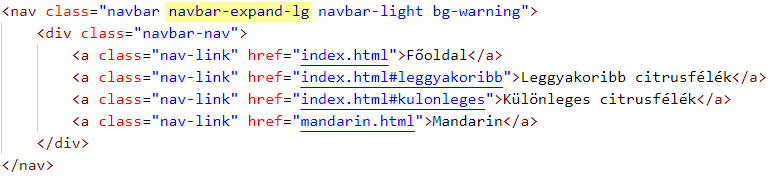 <nav class="navbar navbar-expand-lg navbar-light bg-warning">
<div class="navbar-nav">
<a class="nav-link" href="index.html">Főoldal</a>
<a class="nav-link" href="index.html#leggyakoribb">Leggyakoribb citrusfélék</a>
<a class="nav-link" href="index.html#kulonleges">Különleges citrusfélék</a>
<a class="nav-link" href="mandarin.html">Mandarin</a>
</div>
</nav>